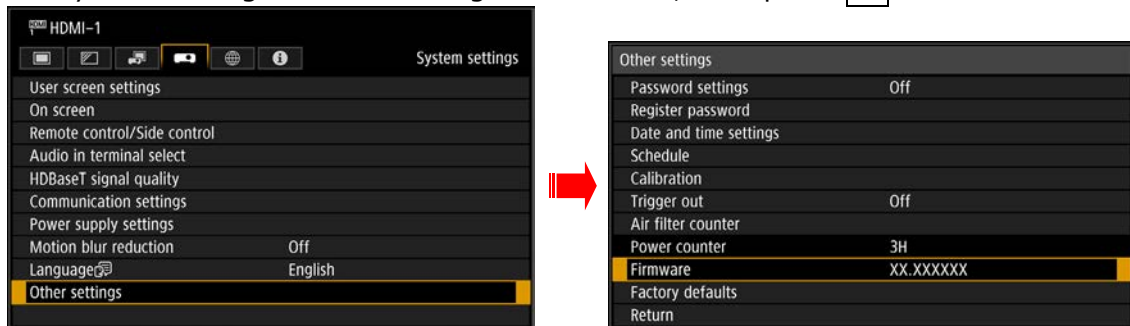 HDMI HDMI-1
System settings
User screen settings
On screen
Remote control/Side control
Audio in terminal select
HDBaseT signal quality
Communication settings
Power supply settings
Motion blur reduction Off
Language English
Other settings
Other settings
Password settings Off
Register password
Date and time settings
Schedule
Calibration
Trigger out Off
Air filter counter
Power counter 3H
Firmware XX.XXXXXX
Factory defaults
Return